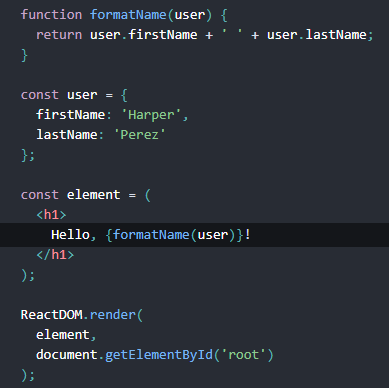 function formatName(user) {
  return user.firstName + ' ' + user.lastName;
}

const user = {
  firstName: 'Harper',
  lastName: 'Perez'
};

const element = (
  <h1>
    Hello, {formatName(user)}!
  </h1>
);

ReactDOM.render(
  element,
  document.getElementById('root')
);